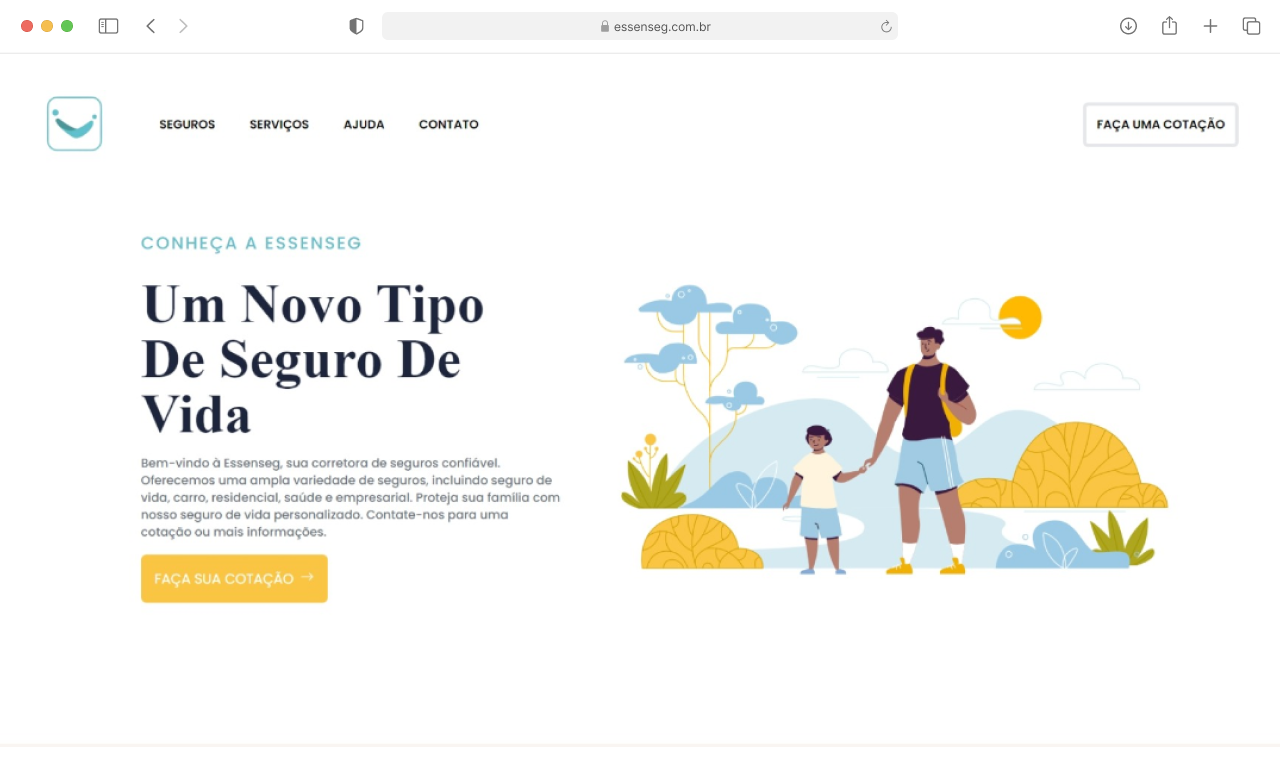 essenseg.com.br
SEGUROS SERVIÇOS AJUDA CONTATO
FAÇA UMA COTAÇÃO
CONHEÇA A ESSENSEG
Um Novo Tipo
De Seguro De
Vida
Bem-vindo à Essenseg, sua corretora de seguros confiável.
Oferecemos uma ampla variedade de seguros, incluindo seguro de
vida, carro, residencial, saúde e empresarial. Proteja sua família com
nosso seguro de vida personalizado. Contate-nos para uma
cotação ou mais informações.
FAÇA SUA COTAÇÃO →